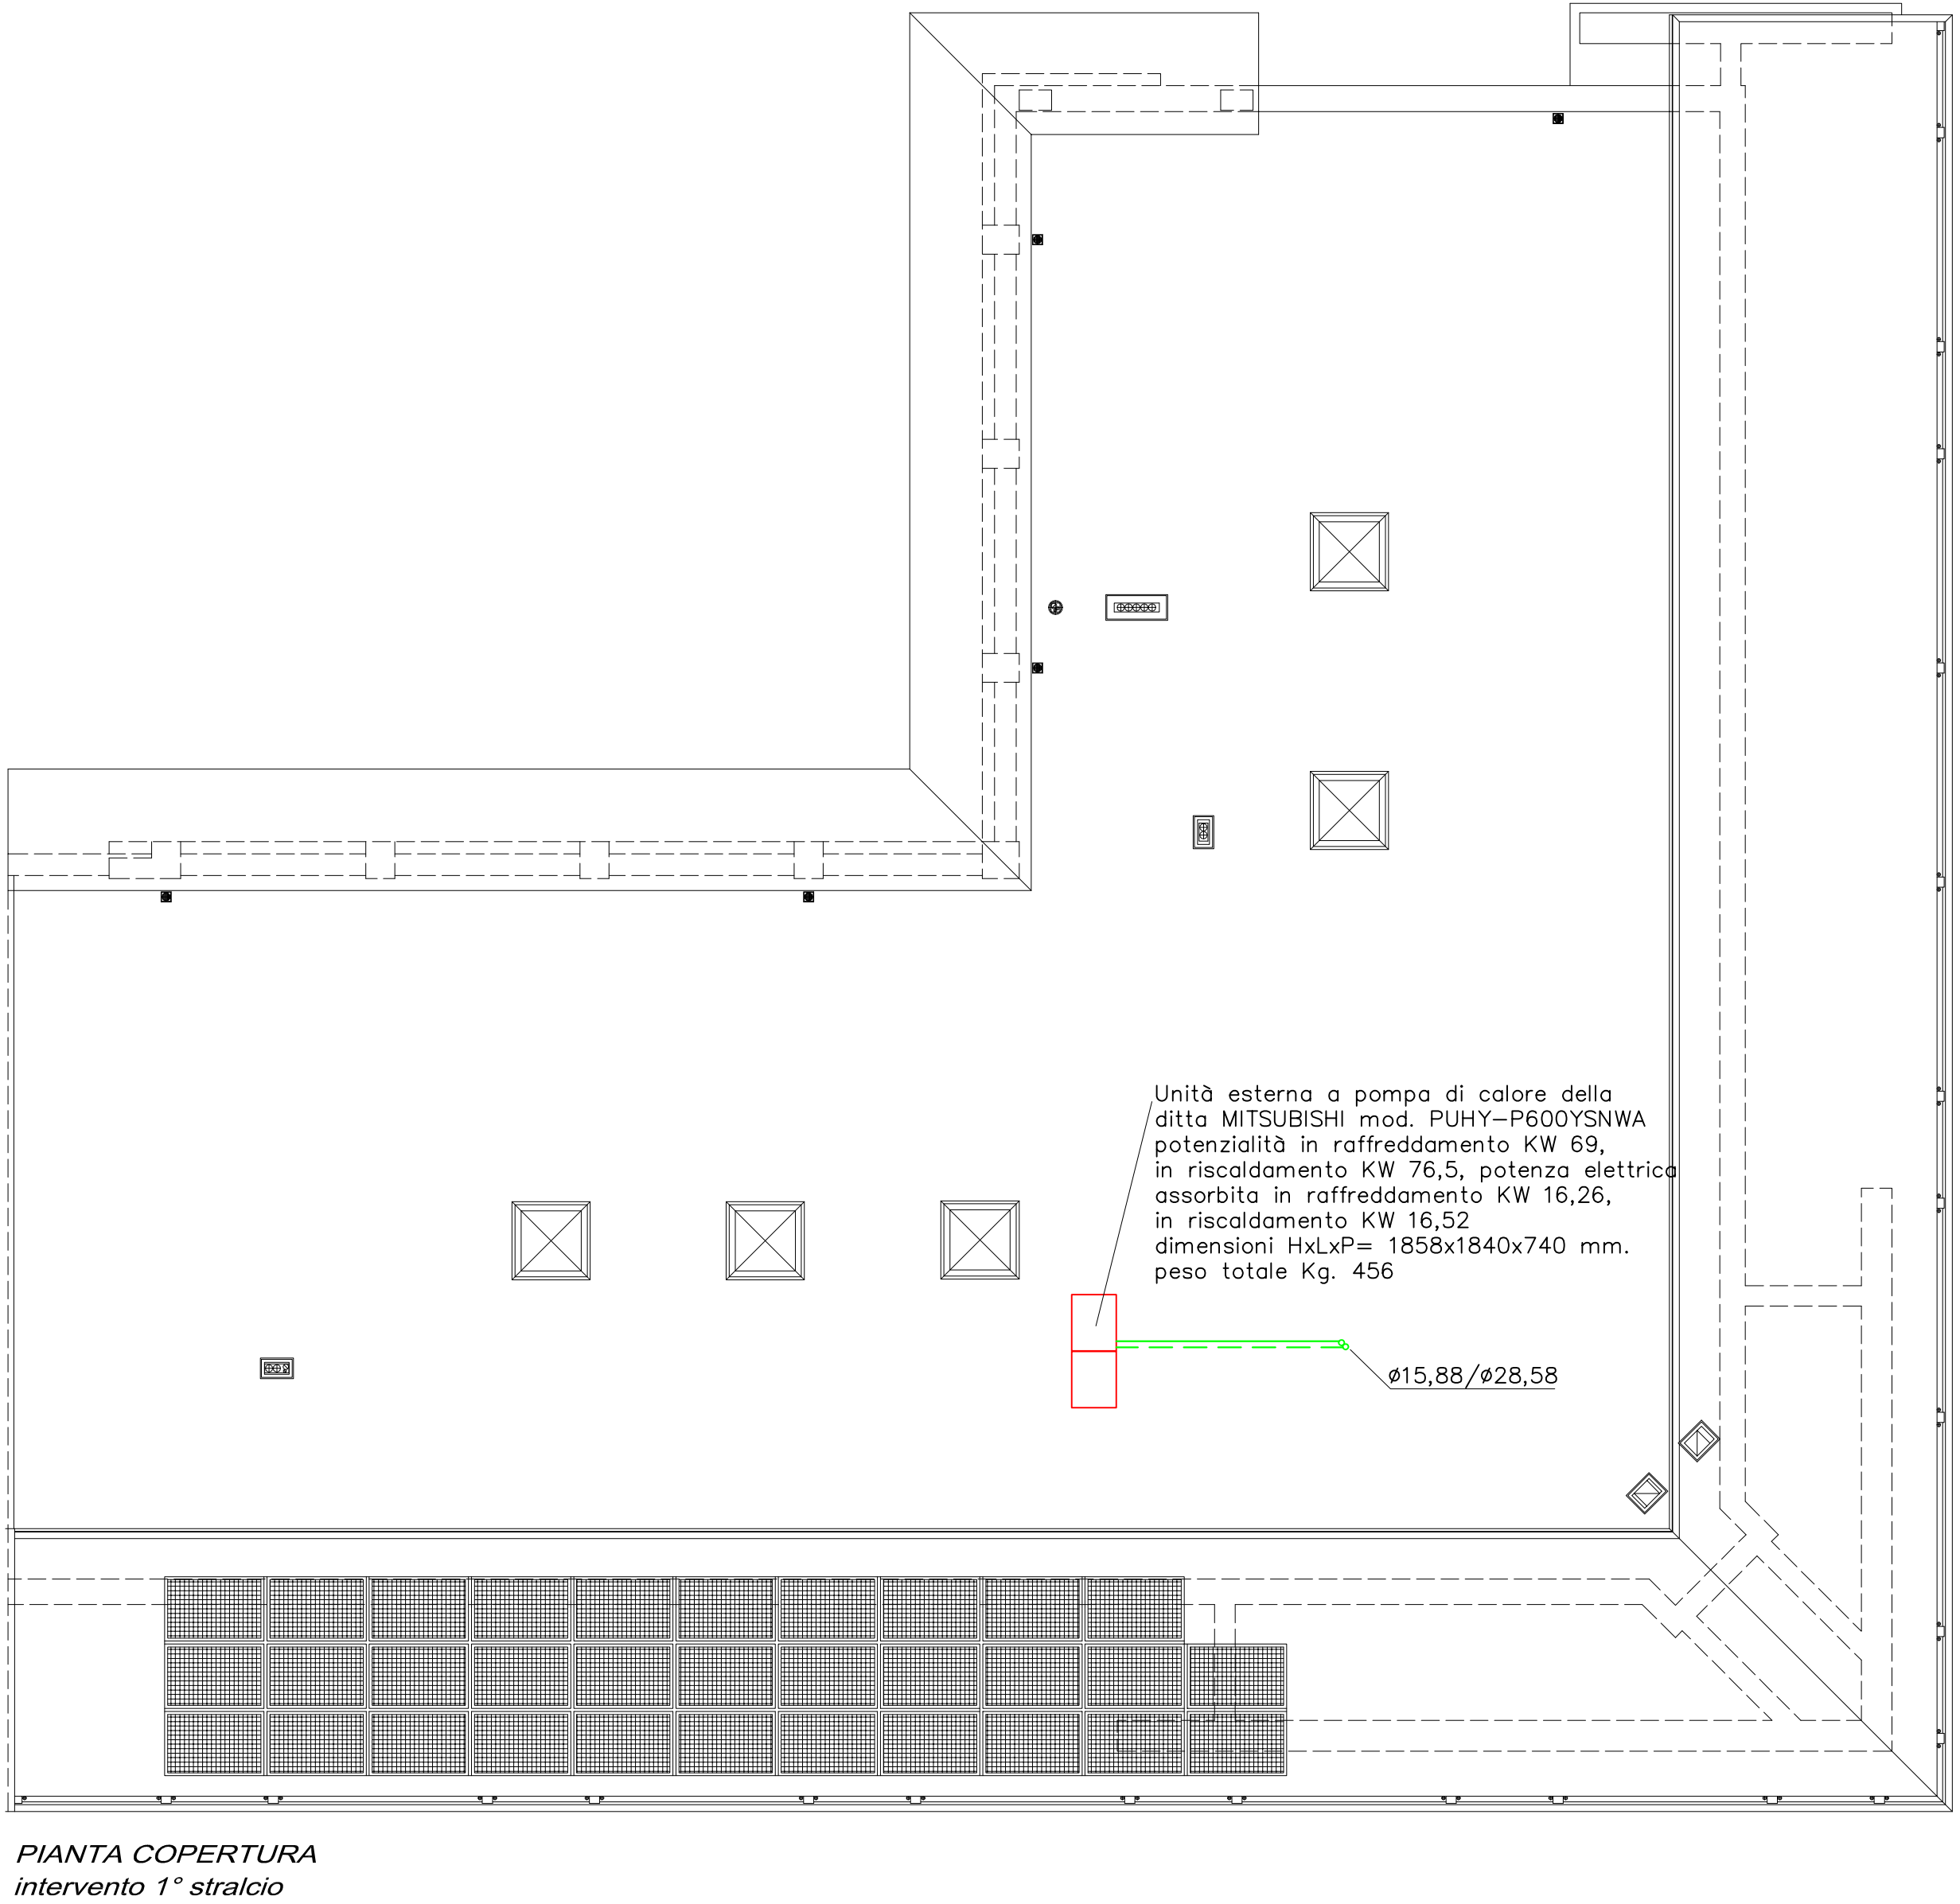 Unità esterna a pompa di calore della
ditta MITSUBISHI mod. PUHY-P600YSNWA
potenzialità in raffreddamento KW 69,
in riscaldamento KW 76,5, potenza elettrica
assorbita in raffreddamento KW 16,26,
in riscaldamento KW 16,52
dimensioni HxLxP= 1858x1840x740 mm.
peso totale Kg. 456
ø15,88/ø28,58
PIANTA COPERTURA
intervento 1° stralcio